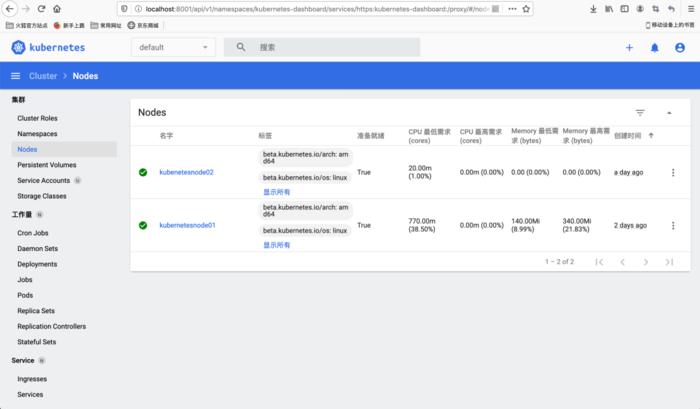 localhost:8001/api/v1/namespaces/kubernetes-dashboard/services/https:kubernetes-dashboard:/proxy/#/node
火狐官方站点 新手上路 常用网址 京东商城 移动设备上的书签
kubernetes default 搜索
Cluster > Nodes
集群
Cluster Roles
Namespaces
Nodes
Persistent Volumes
Service Accounts N
Storage Classes
工作量 N
Cron Jobs
Daemon Sets
Deployments
Jobs
Pods
Replica Sets
Replication Controllers
Stateful Sets
Service N
Ingresses
Services
Nodes
名字 标签 准备就绪 CPU 最低需求 (cores) CPU 最高需求 (cores) Memory 最低需求 (bytes) Memory 最高需求 (bytes) 创建时间
kubenetesnode02
beta.kubernetes.io/arch: amd64
beta.kubernetes.io/os: linux
显示所有
True 20.00m (1.00%) 0.00m (0.00%) 0.00 (0.00%) 0.00 (0.00%) a day ago
kubernetesnode01
beta.kubernetes.io/arch: amd64
beta.kubernetes.io/os: linux
显示所有
True 770.00m (38.50%) 0.00m (0.00%) 140.00Mi (8.99%) 340.00Mi (21.83%) 2 days ago
1 – 2 of 2